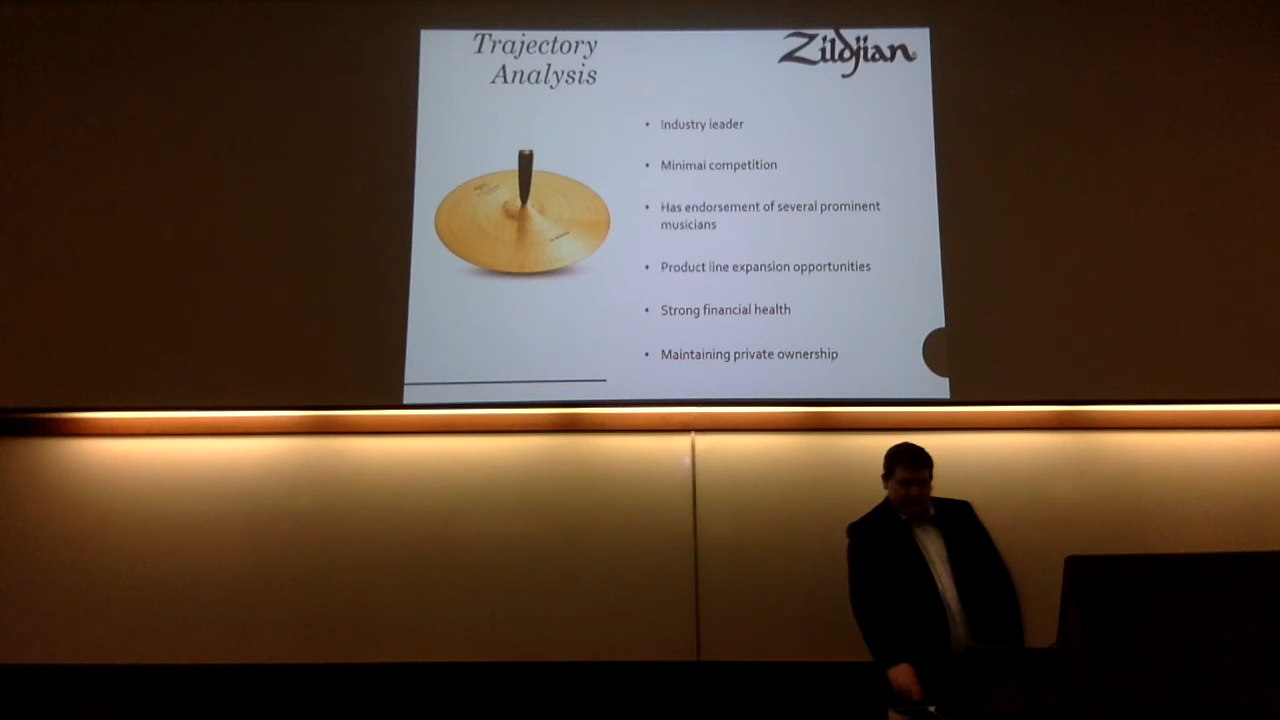 Trajectory
Analysis
Zildjian
• Industry leader
• Minimal competition
• Has endorsement of several prominent
musicians
• Product line expansion opportunities
• Strong financial health
• Maintaining private ownership